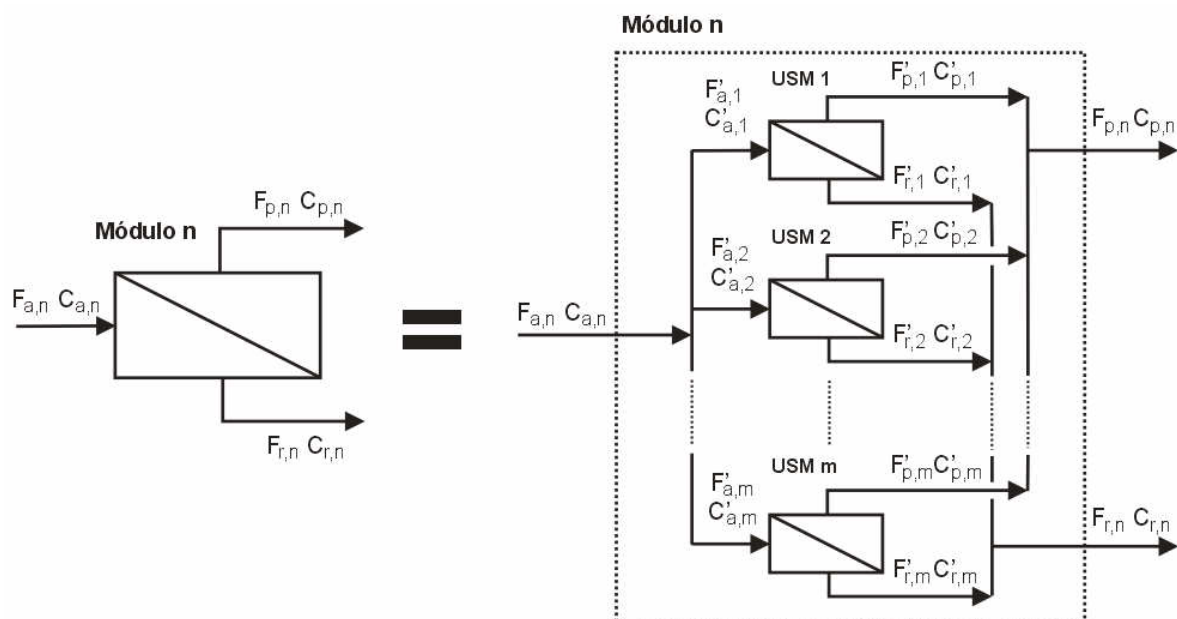 Módulo n
F'a,1
C'a,1
USM 1
F'p,1 C'p,1
Fp,n Cp,n
F'r,1 C'r,1
Fp,n Cp,n
Módulo n
F'a,2
C'a,2
USM 2
F'p,2 C'p,2
Fa,n Ca,n
Fa,n Ca,n
F'r,2 C'r,2
Fr,n Cr,n
F'a,m
C'a,m
USM m
F'p,m C'p,m
Fr,n Cr,n
F'r,m C'r,m